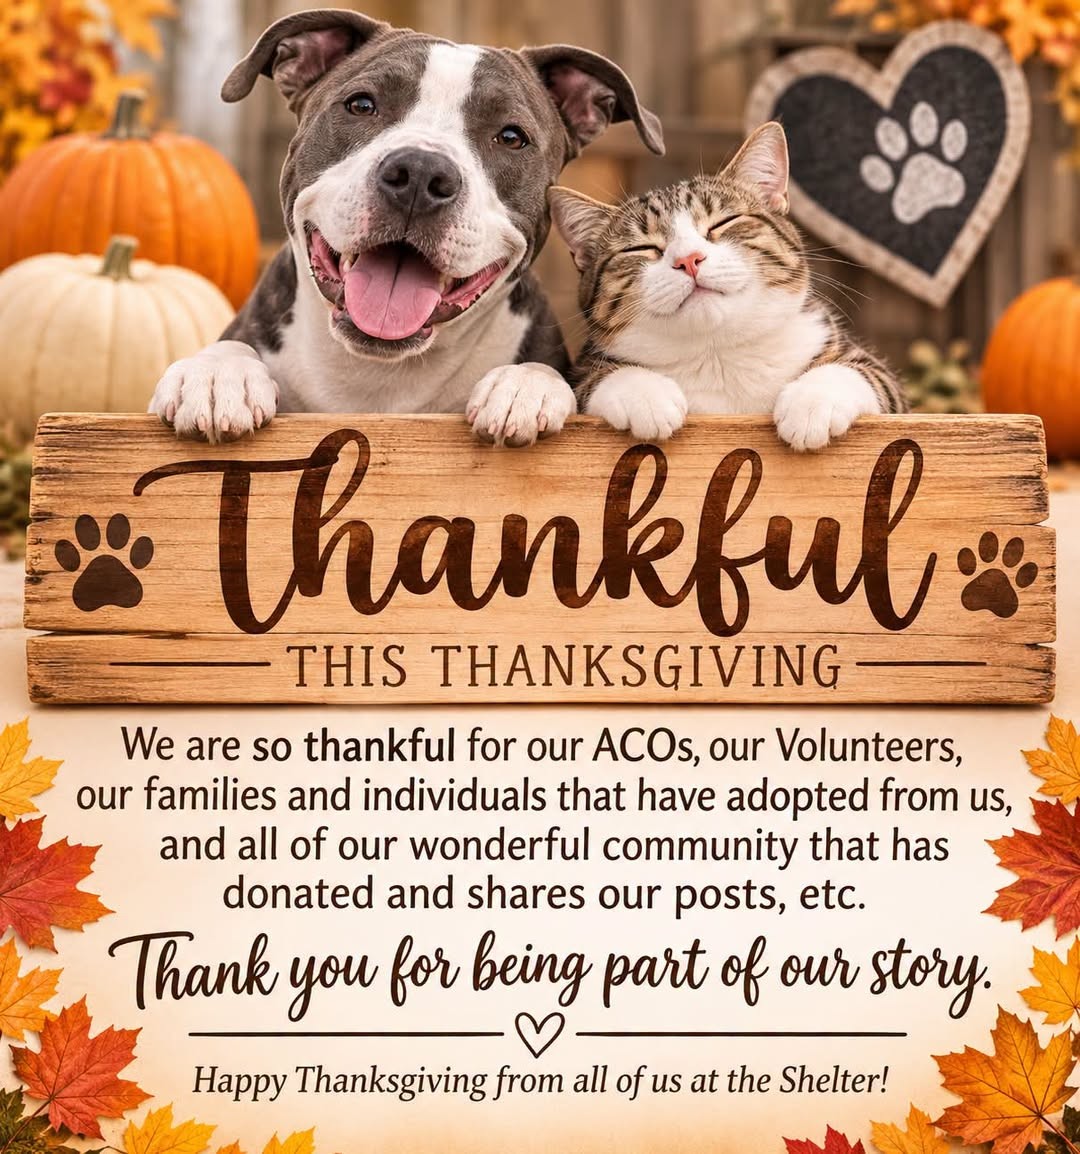 Thankful
THIS THANKSGIVING
We are so thankful for our ACOs, our Volunteers,
our families and individuals that have adopted from us,
and all of our wonderful community that has
donated and shares our posts, etc.
Thank you for being part of our story.
Happy Thanksgiving from all of us at the Shelter!